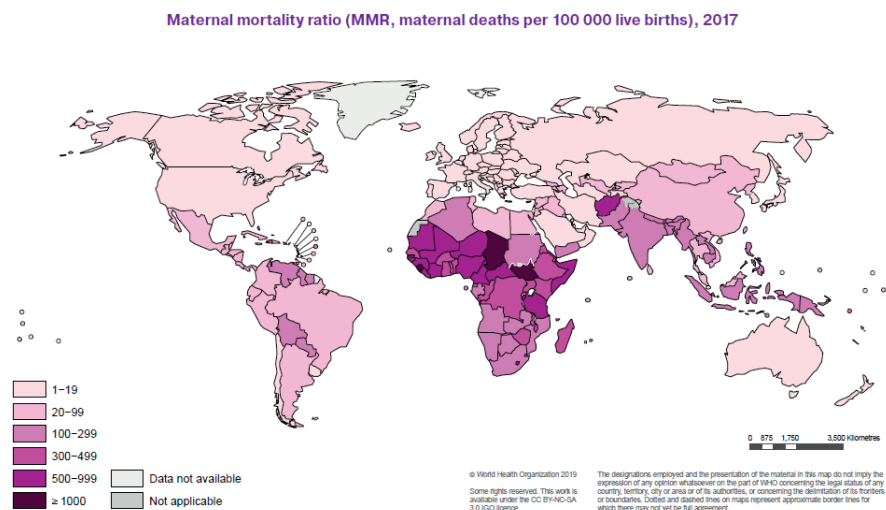 Maternal mortality ratio (MMR, maternal deaths per 100 000 live births), 2017
1–19
20–99
100–299
300–499
500–999
≥ 1000
Data not available
Not applicable
0 875 1,750 3,500 Kilometres
© World Health Organization 2019
Some rights reserved. This work is
available under the CC BY-NC-SA
3.0 IGO licence
The designations employed and the presentation of the material in this map do not imply the
expression of any opinion whatsoever on the part of WHO concerning the legal status of any
country, territory, city or area or of its authorities, or concerning the delimitation of its frontiers
or boundaries. Dotted and dashed lines on maps represent approximate border lines for
which there may not yet be full agreement